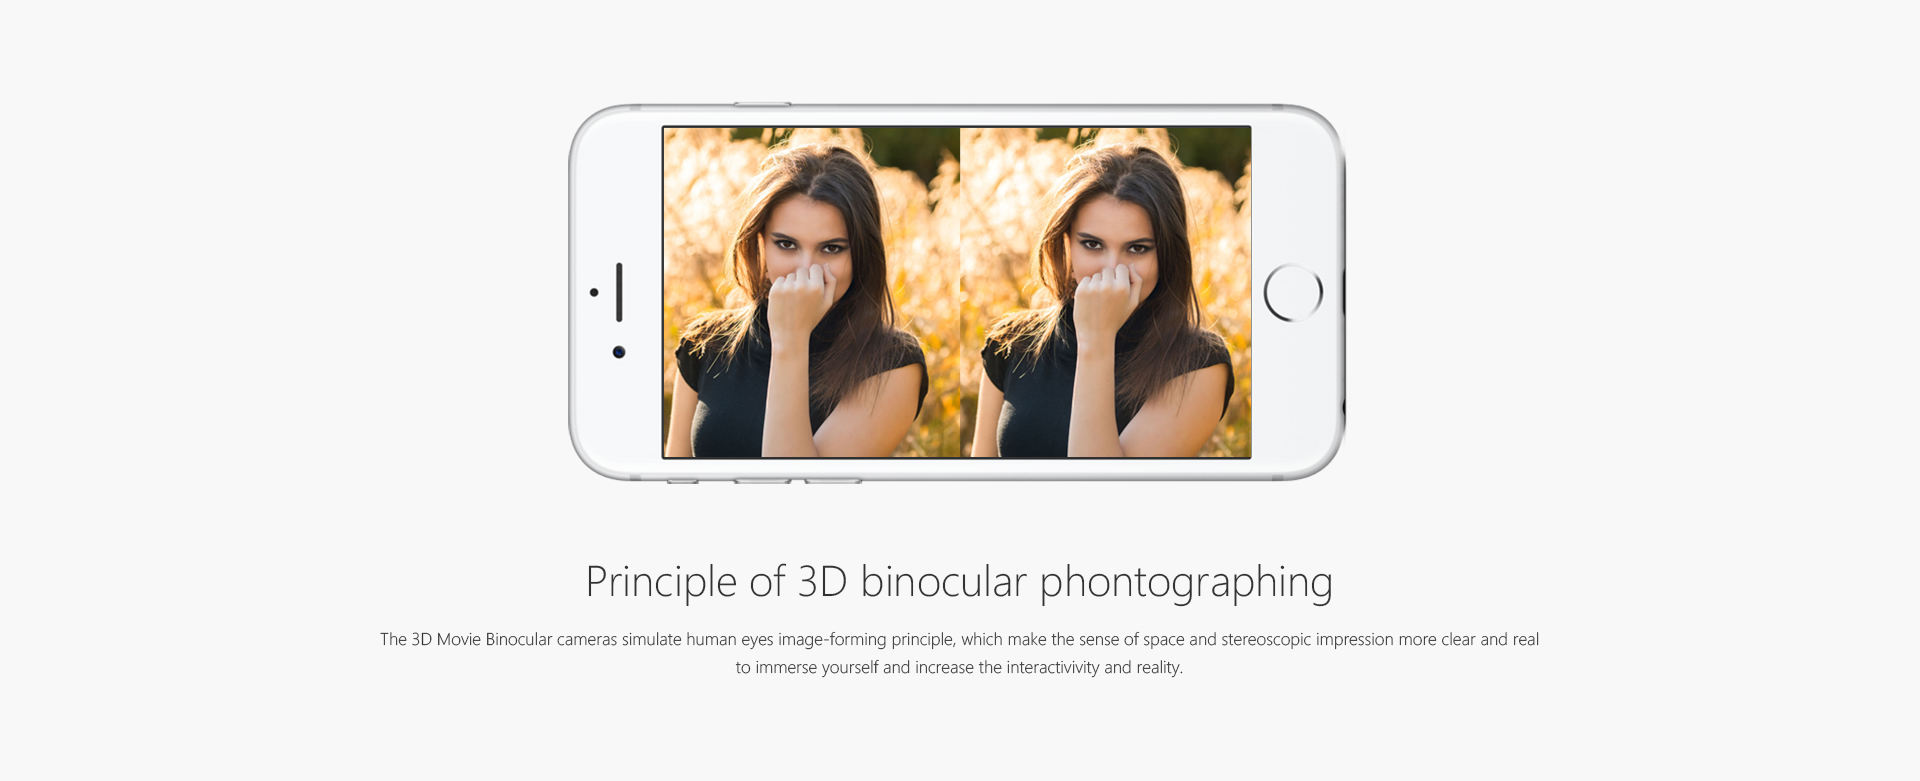 Principle of 3D binocular phontographing
The 3D Movie Binocular cameras simulate human eyes image-forming principle, which make the sense of space and stereoscopic impression more clear and real
to immerse yourself and increase the interactivivity and reality.